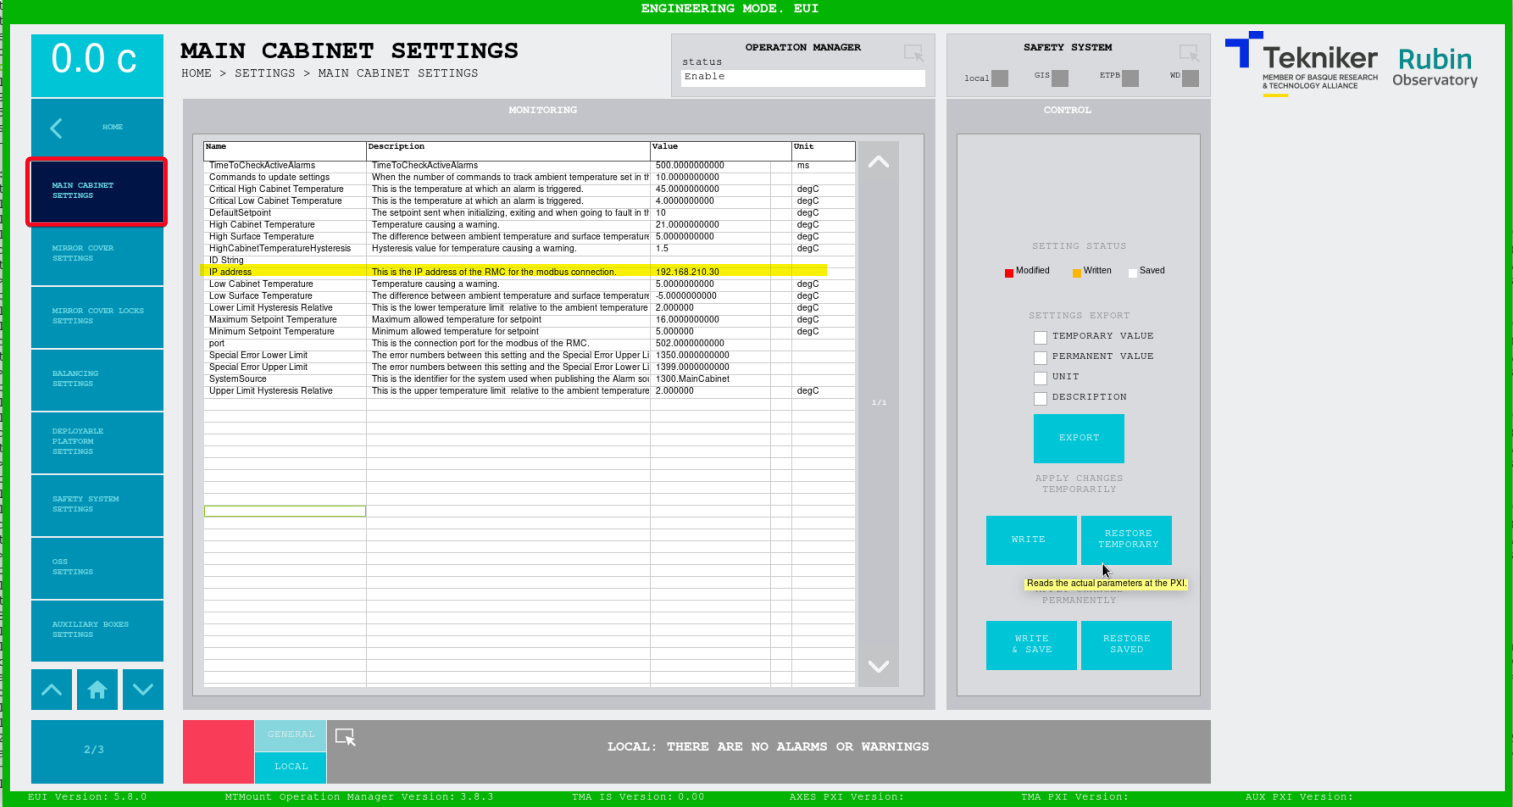 ENGINEERING MODE. EUI
0.0 c
MAIN CABINET SETTINGS
HOME > SETTINGS > MAIN CABINET SETTINGS
OPERATION MANAGER
status
Enable
SAFETY SYSTEM
local GIS ETPB WD
Tekniker
MEMBER OF BASQUE RESEARCH
& TECHNOLOGY ALLIANCE
Rubin
Observatory
HOME
MAIN CABINET
SETTINGS
MIRROR COVER
SETTINGS
MIRROR COVER LOCKS
SETTINGS
BALANCING
SETTINGS
DEPLOYABLE
PLATFORM
SETTINGS
SAFETY SYSTEM
SETTINGS
OSS
SETTINGS
AUXILIARY BOXES
SETTINGS
2/3
MONITORING
Name Description Value Unit
TimeToCheckActiveAlarms TimeToCheckActiveAlarms 500.0000000000 ms
Commands to update settings When the number of commands to track ambient temperature set in th 10.0000000000
Critical High Cabinet Temperature This is the temperature at which an alarm is triggered. 45.0000000000 degC
Critical Low Cabinet Temperature This is the temperature at which an alarm is triggered. 4.0000000000 degC
DefaultSetpoint The setpoint sent when initializing, exiting and when going to fault in th 10 degC
High Cabinet Temperature Temperature causing a warning. 21.0000000000 degC
High Surface Temperature The difference between ambient temperature and surface temperature 5.0000000000 degC
HighCabinetTemperatureHysteresis Hysteresis value for temperature causing a warning. 1.5 degC
ID String
IP address This is the IP address of the RMC for the modbus connection. 192.168.210.30
Low Cabinet Temperature Temperature causing a warning. 5.0000000000 degC
Low Surface Temperature The difference between ambient temperature and surface temperature -5.0000000000 degC
Lower Limit Hysteresis Relative This is the lower temperature limit relative to the ambient temperature 2.000000 degC
Maximum Setpoint Temperature Maximum allowed temperature for setpoint 16.0000000000 degC
Minimum Setpoint Temperature Minimum allowed temperature for setpoint 5.000000 degC
port This is the connection port for the modbus of the RMC. 502.0000000000
Special Error Lower Limit The error numbers between this setting and the Special Error Upper Li 1350.0000000000
Special Error Upper Limit The error numbers between this setting and the Special Error Lower Li 1399.0000000000
SystemSource This is the identifier for the system used when publishing the Alarm sou 1300.MainCabinet
Upper Limit Hysteresis Relative This is the upper temperature limit relative to the ambient temperature 2.000000 degC
1/1
CONTROL
SETTING STATUS
Modified Written Saved
SETTINGS EXPORT
TEMPORARY VALUE
PERMANENT VALUE
UNIT
DESCRIPTION
EXPORT
APPLY CHANGES
TEMPORARILY
WRITE
RESTORE
TEMPORARY
Reads the actual parameters at the PXI.
PERMANENTLY
WRITE
& SAVE
RESTORE
SAVED
GENERAL
LOCAL
LOCAL: THERE ARE NO ALARMS OR WARNINGS
EUI Version: 5.8.0 MTMount Operation Manager Version: 3.8.3 TMA IS Version: 0.00 AXES PXI Version: TMA PXI Version: AUX PXI Version: